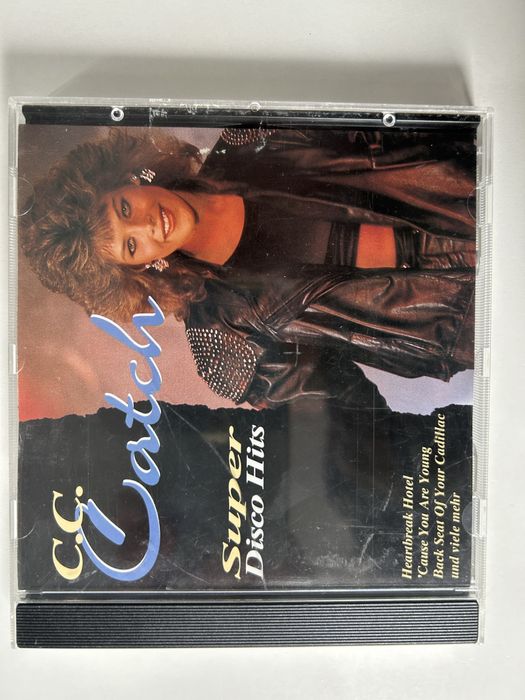 C.C.
Catch
Super
Disco Hits
Heartbreak Hotel
'Cause You Are Young
Back Seat Of Your Cadillac
und viele mehr